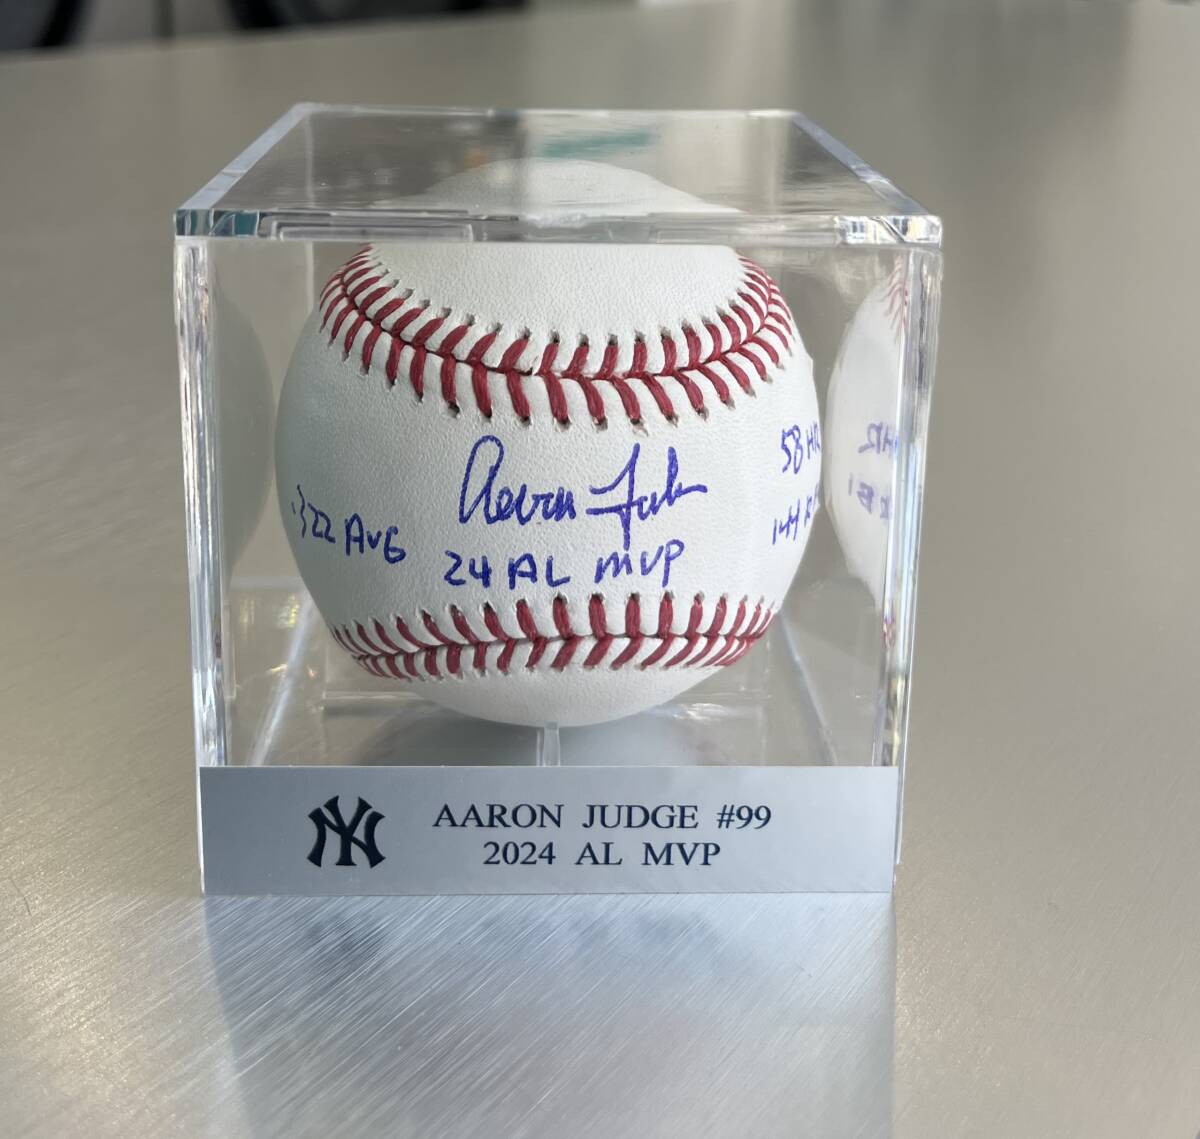 Aaron Judge
24 AL MVP
.322 AVG
58 HR
144 R
NY
AARON JUDGE #99
2024 AL MVP